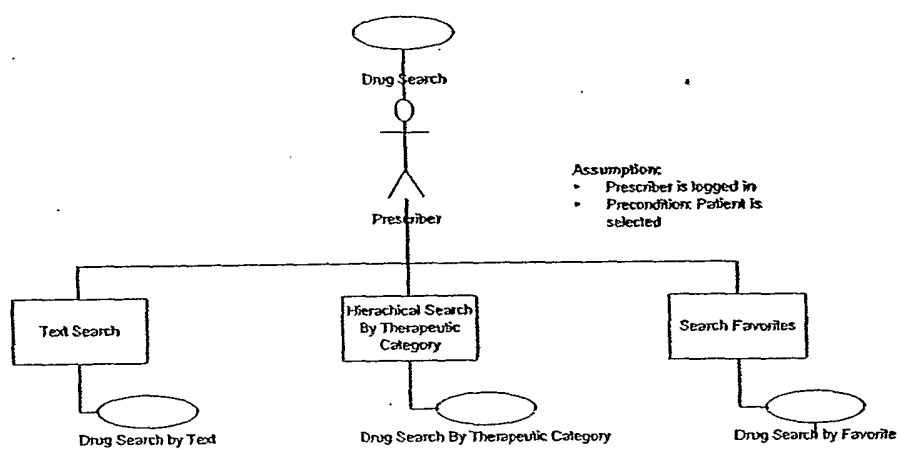 Drug Search
Assumption:
• Prescriber is logged in
• Precondition: Patient is
selected
Prescriber
Text Search
Hierachical Search
By Therapeutic
Category
Search Favorites
Drug Search by Text
Drug Search By Therapeutic Category
Drug Search by Favorite